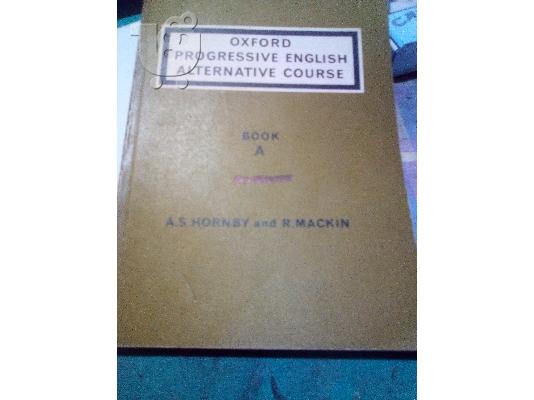 OXFORD
PROGRESSIVE ENGLISH
ALTERNATIVE COURSE
BOOK
A
A.S. HORNBY and R. MACKIN